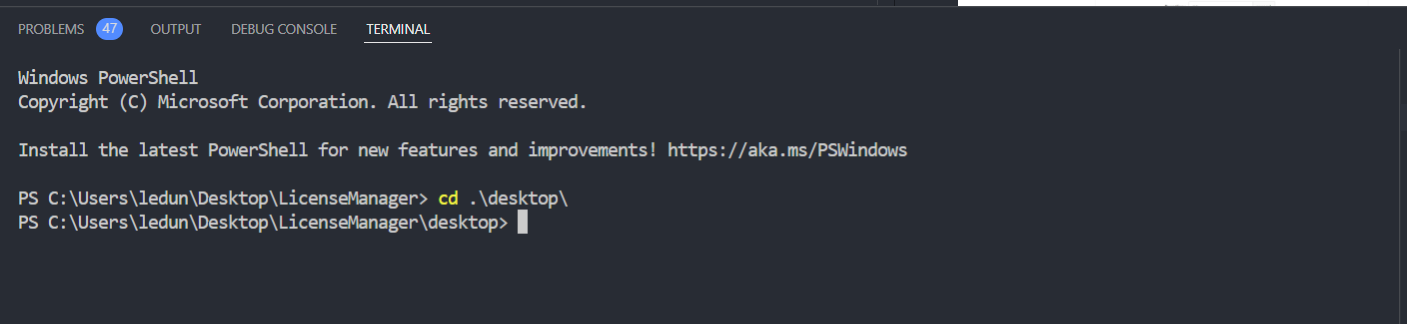 PROBLEMS 47 OUTPUT DEBUG CONSOLE TERMINAL
Windows PowerShell
Copyright (C) Microsoft Corporation. All rights reserved.
Install the latest PowerShell for new features and improvements! https://aka.ms/PSWindows
PS C:\Users\ledun\Desktop\LicenseManager> cd .\desktop\
PS C:\Users\ledun\Desktop\LicenseManager\desktop>